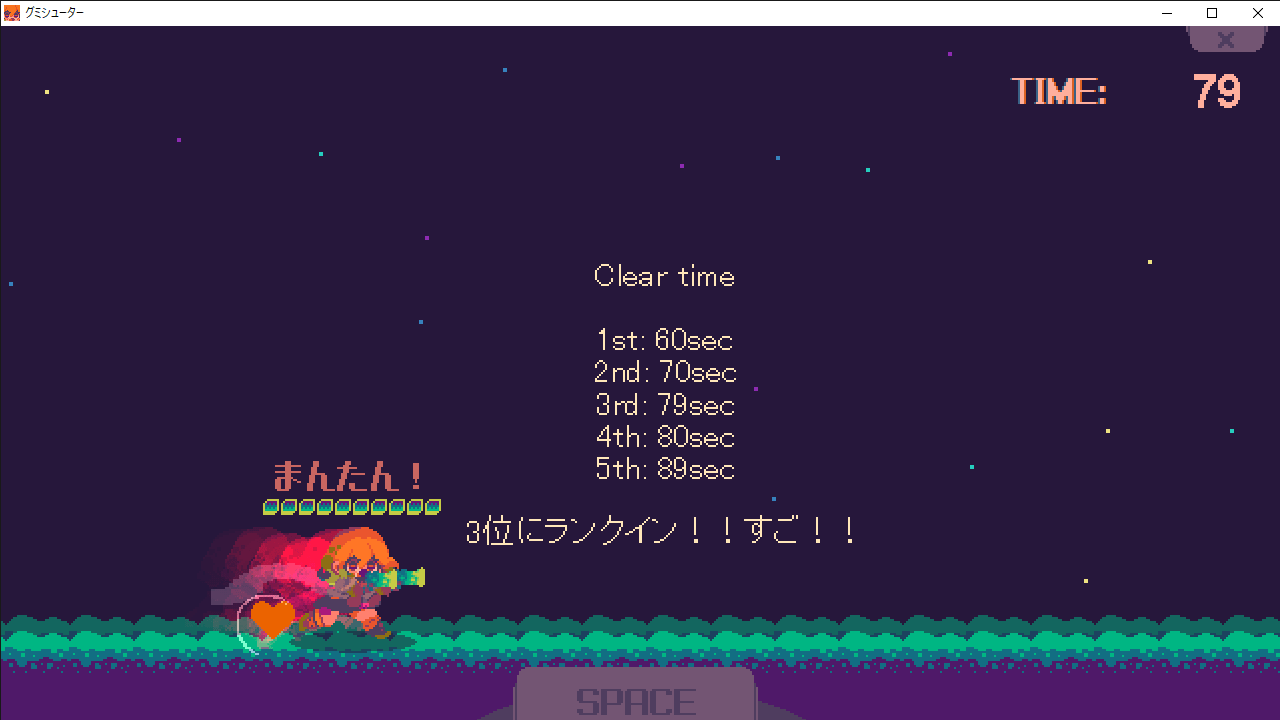 グミシューター
TIME: 79
Clear time
1st: 60sec
2nd: 70sec
3rd: 79sec
4th: 80sec
5th: 89sec
まんたん！
3位にランクイン！！すご！！
SPACE